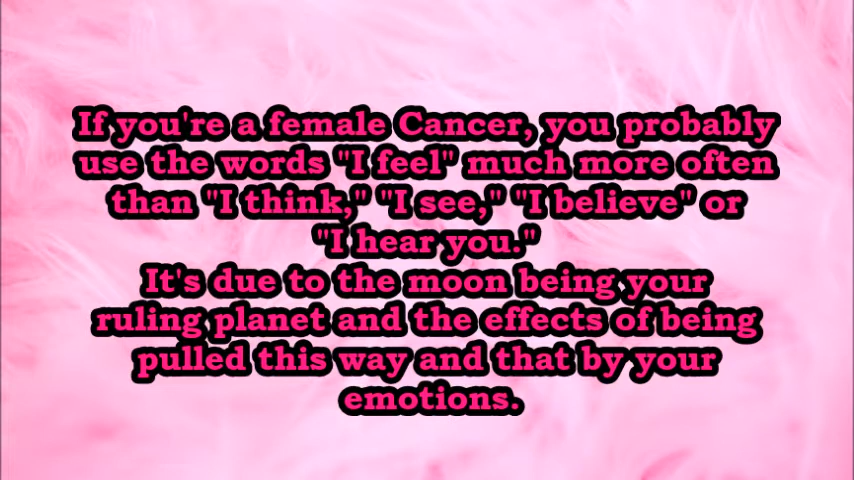 If you're a female Cancer, you probably
use the words "I feel" much more often
than "I think," "I see," "I believe" or
"I hear you."
It's due to the moon being your
ruling planet and the effects of being
pulled this way and that by your
emotions.